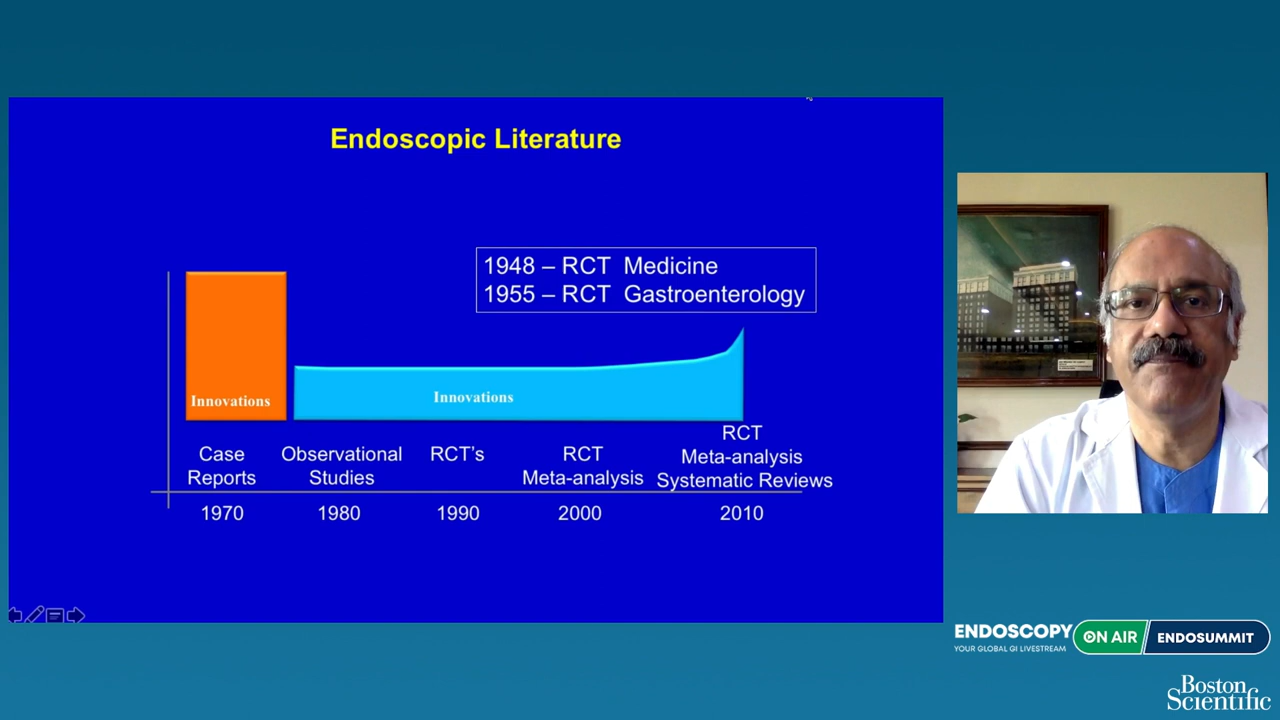 Endoscopic Literature
1948 – RCT Medicine
1955 – RCT Gastroenterology
Innovations
Innovations
Case
Reports
Observational
Studies
RCT's
RCT
Meta-analysis
RCT
Meta-analysis
Systematic Reviews
1970
1980
1990
2000
2010
ENDOSCOPY ON AIR ENDOSUMMIT
YOUR GLOBAL GI LIVESTREAM
Boston
Scientific